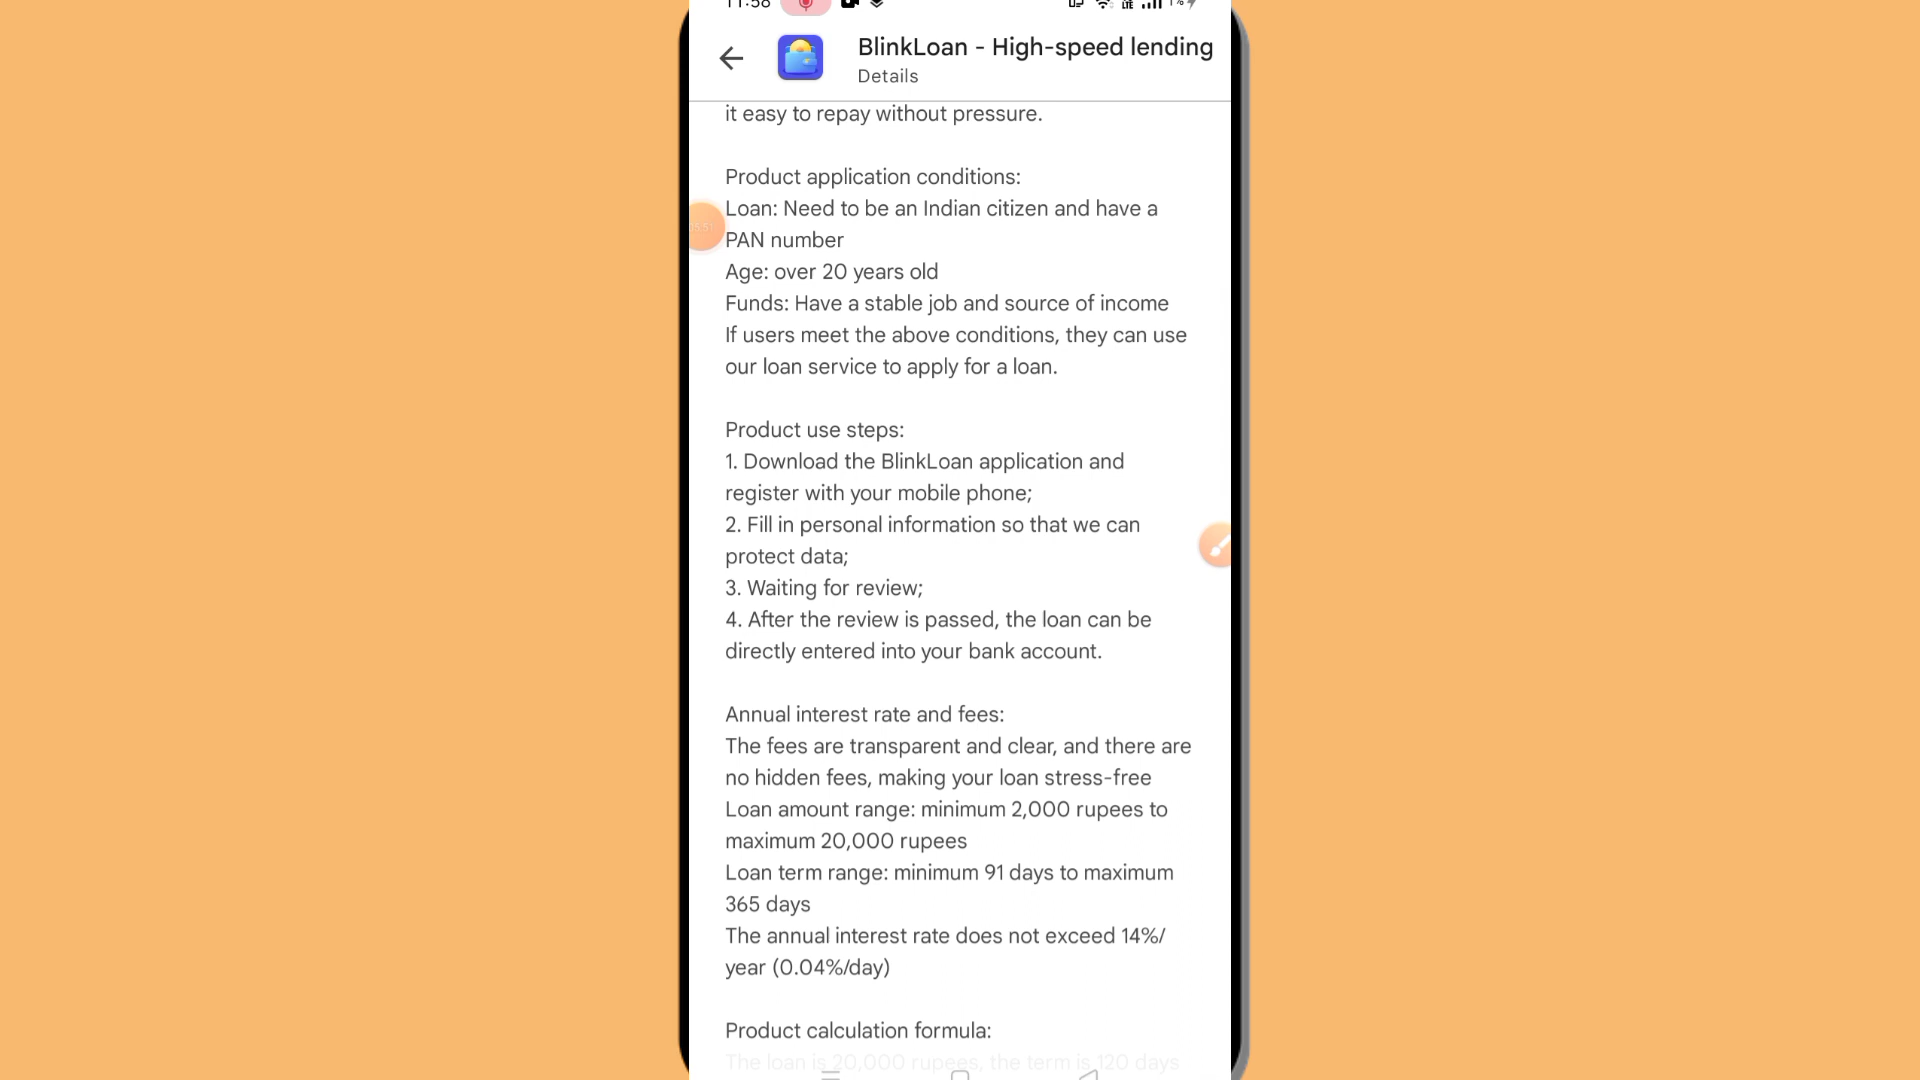 11:58
BlinkLoan - High-speed lending
Details
it easy to repay without pressure.
Product application conditions:
Loan: Need to be an Indian citizen and have a
PAN number
Age: over 20 years old
Funds: Have a stable job and source of income
If users meet the above conditions, they can use
our loan service to apply for a loan.
Product use steps:
1. Download the BlinkLoan application and
register with your mobile phone;
2. Fill in personal information so that we can
protect data;
3. Waiting for review;
4. After the review is passed, the loan can be
directly entered into your bank account.
Annual interest rate and fees:
The fees are transparent and clear, and there are
no hidden fees, making your loan stress-free
Loan amount range: minimum 2,000 rupees to
maximum 20,000 rupees
Loan term range: minimum 91 days to maximum
365 days
The annual interest rate does not exceed 14%/
year (0.04%/day)
Product calculation formula:
The loan is 20,000 rupees, the term is 120 days